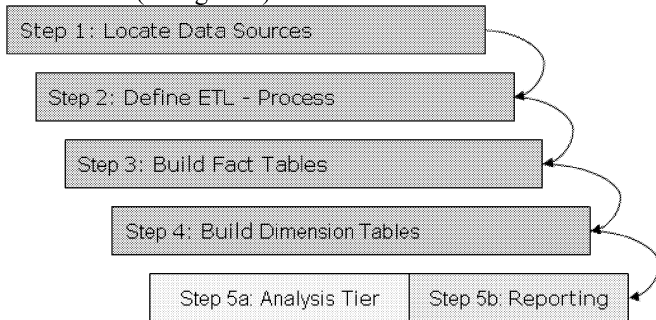 Step 1: Locate Data Sources
Step 2: Define ETL - Process
Step 3: Build Fact Tables
Step 4: Build Dimension Tables
Step 5a: Analysis Tier
Step 5b: Reporting